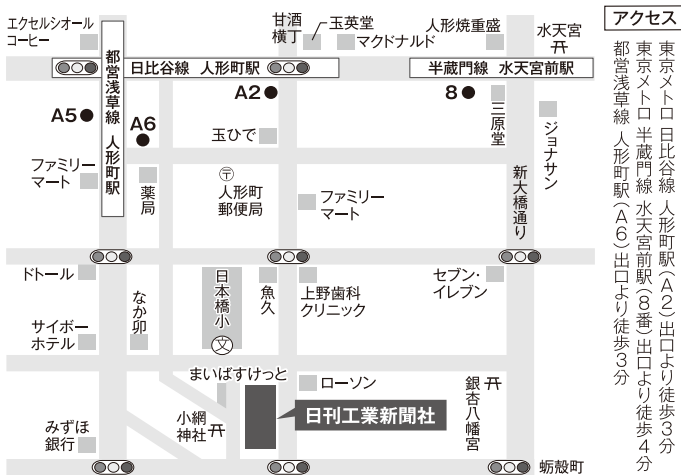 エクセルシオール
コーヒー
甘酒
横丁
玉英堂
マクドナルド
人形焼重盛
水天宮
日比谷線 人形町駅
半蔵門線 水天宮前駅
都営浅草線 人形町駅
A5
A6
A2
8
玉ひで
三原堂
ジョナサン
ファミリー
マート
薬局
〒
人形町
郵便局
ファミリー
マート
新大橋通り
ドトール
なか卯
日本橋小
文
魚久
上野歯科
クリニック
セブン‐
イレブン
サイボー
ホテル
まいばすけっと
ローソン
銀杏八幡宮
日刊工業新聞社
小網
神社
みずほ
銀行
蛎殻町
アクセス
東京メトロ 日比谷線 人形町駅(A2)出口より徒歩3分
東京メトロ 半蔵門線 水天宮前駅(8番)出口より徒歩4分
都営浅草線 人形町駅(A6)出口より徒歩3分